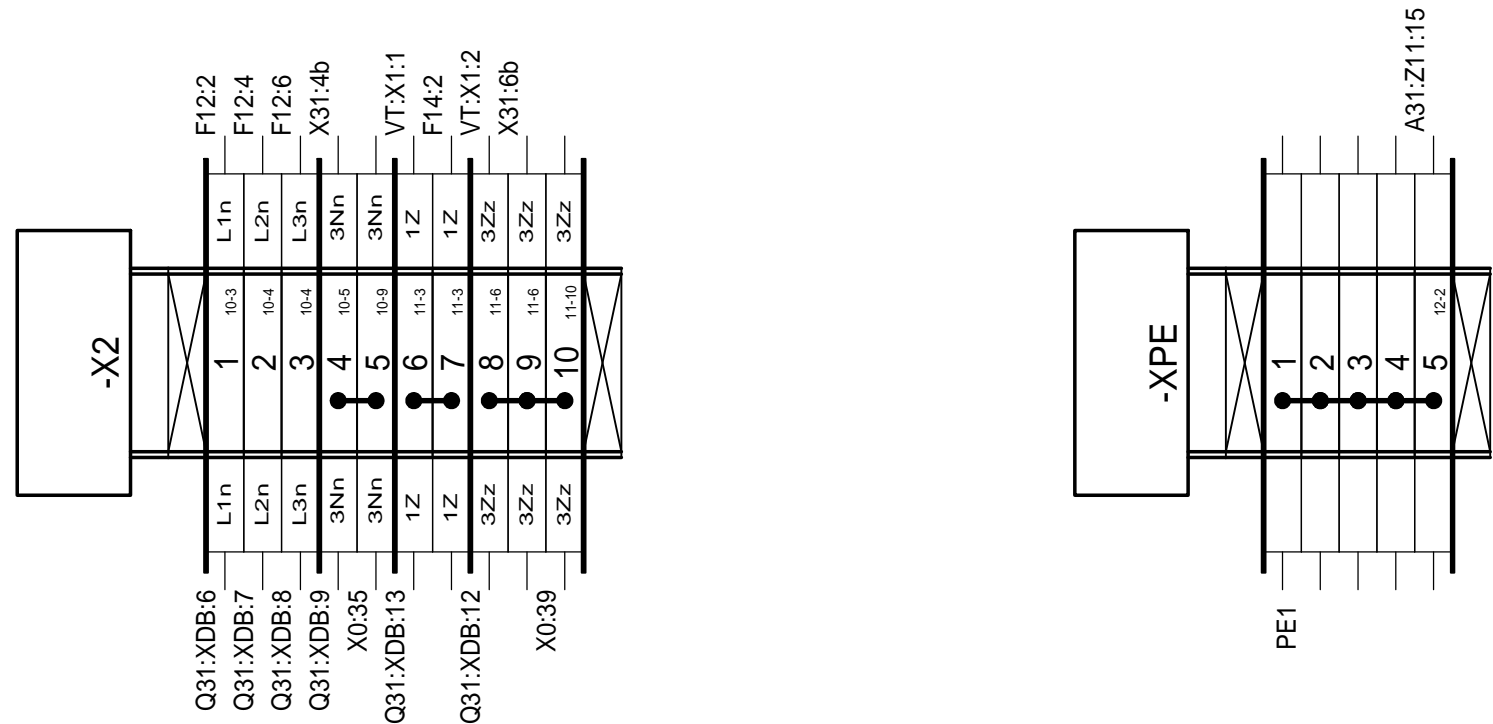 -X2
F12:2
F12:4
F12:6
X31:4b
VT:X1:1
F14:2
VT:X1:2
X31:6b
L1n
L2n
L3n
3Nn
3Nn
1Z
1Z
3Zz
3Zz
3Zz
10-3
10-4
10-4
10-5
10-9
11-3
11-3
11-6
11-6
11-10
1
2
3
4
5
6
7
8
9
10
L1n
L2n
L3n
3Nn
3Nn
1Z
1Z
3Zz
3Zz
3Zz
Q31:XDB:6
Q31:XDB:7
Q31:XDB:8
Q31:XDB:9
X0:35
Q31:XDB:13
Q31:XDB:12
X0:39
-XPE
A31:Z11:15
12-2
1
2
3
4
5
PE1